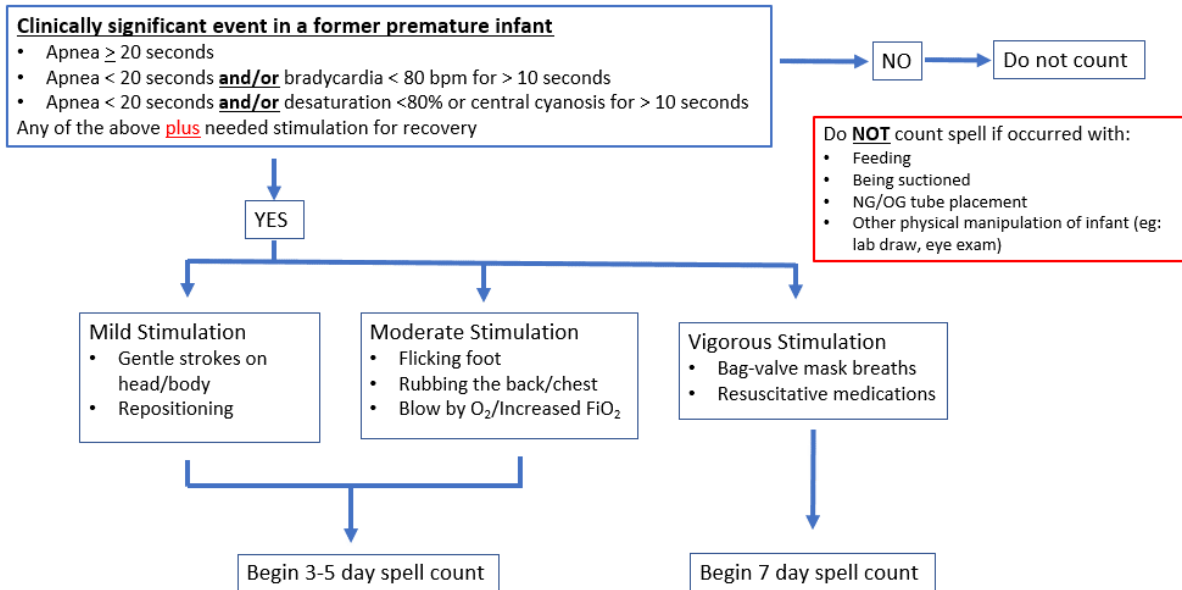 Clinically significant event in a former premature infant
• Apnea ≥ 20 seconds
• Apnea < 20 seconds and/or bradycardia < 80 bpm for > 10 seconds
• Apnea < 20 seconds and/or desaturation <80% or central cyanosis for > 10 seconds
Any of the above plus needed stimulation for recovery
NO
Do not count
Do NOT count spell if occurred with:
• Feeding
• Being suctioned
• NG/OG tube placement
• Other physical manipulation of infant (eg:
lab draw, eye exam)
YES
Mild Stimulation
• Gentle strokes on
head/body
• Repositioning
Moderate Stimulation
• Flicking foot
• Rubbing the back/chest
• Blow by O₂/Increased FiO₂
Vigorous Stimulation
• Bag-valve mask breaths
• Resuscitative medications
Begin 3-5 day spell count
Begin 7 day spell count